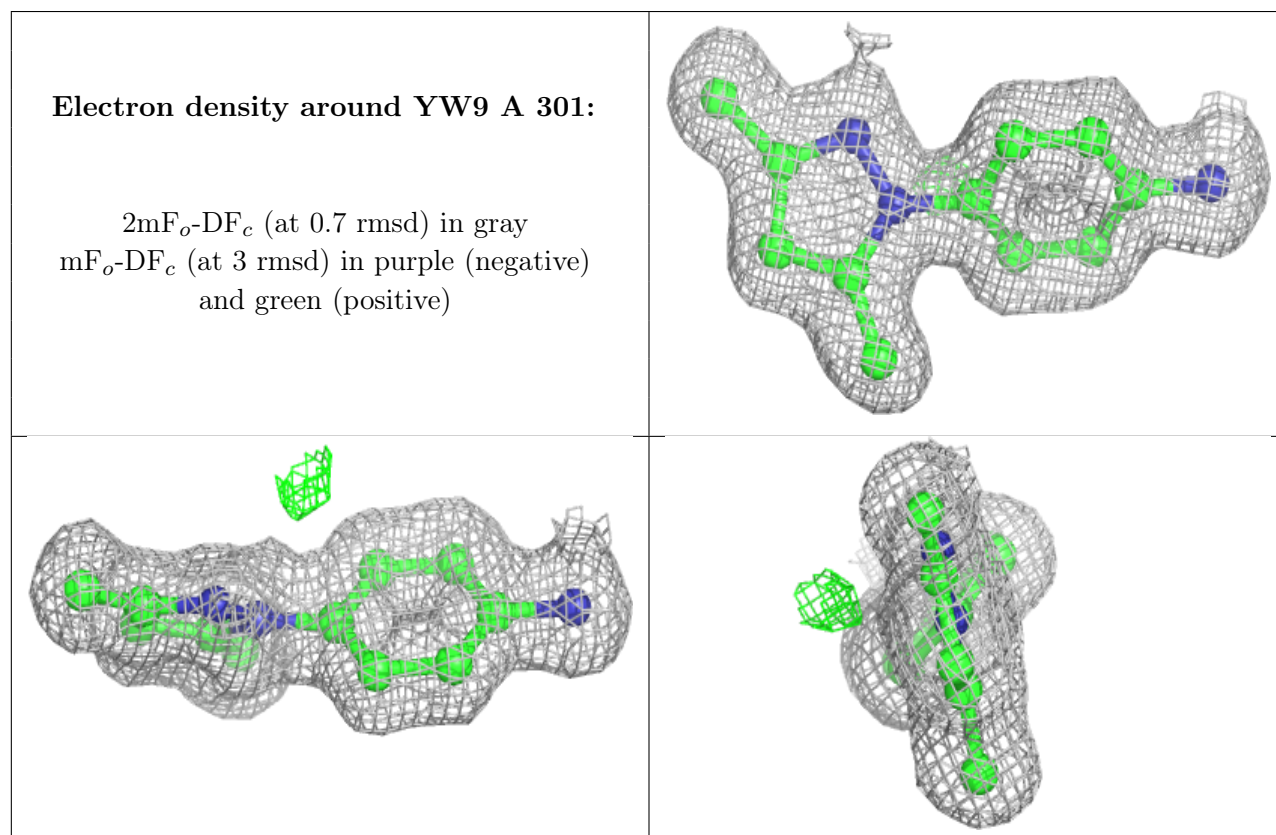 Electron density around YW9 A 301:
2mFo-DFc (at 0.7 rmsd) in gray
mFo-DFc (at 3 rmsd) in purple (negative)
and green (positive)